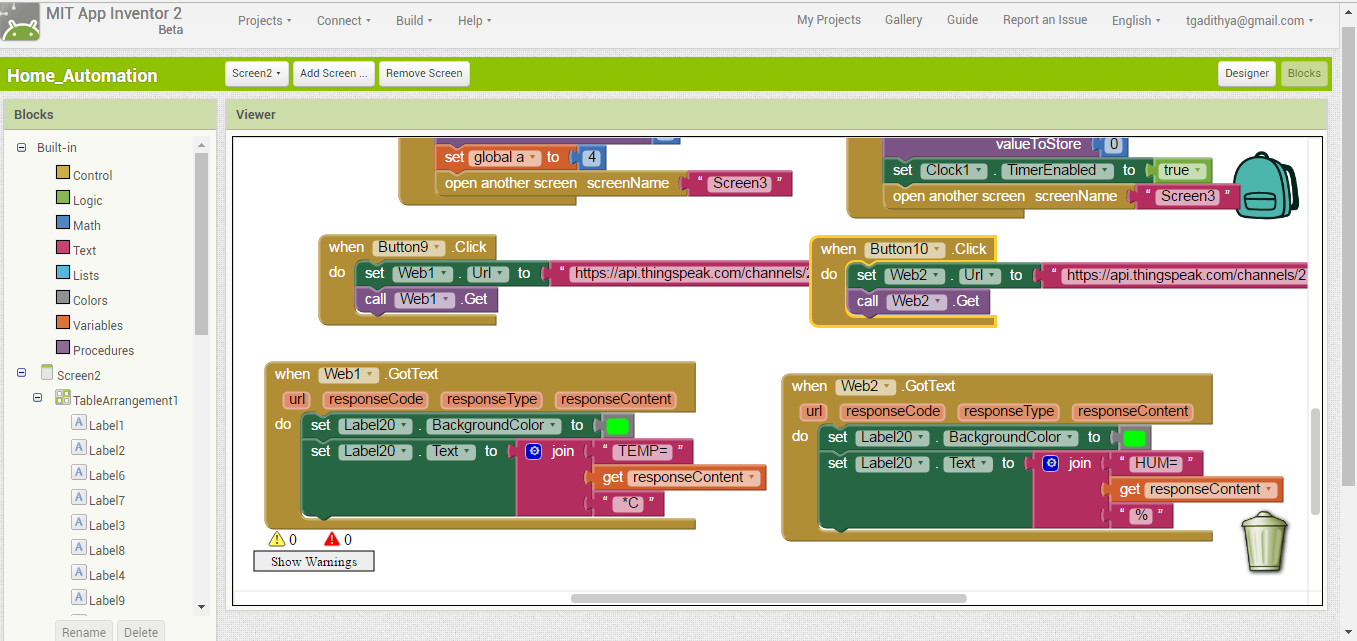 MIT App Inventor 2
Beta
Projects Connect Build Help
My Projects Gallery Guide Report an Issue English tgadithya@gmail.com
Home_Automation
Screen2 Add Screen ... Remove Screen
Designer Blocks
Blocks
Viewer
Built-in
Control
Logic
Math
Text
Lists
Colors
Variables
Procedures
Screen2
TableArrangement1
Label1
Label2
Label6
Label7
Label3
Label8
Label4
Label9
Rename Delete
set global a to 4
open another screen screenName " Screen3 "
valueToStore 0
set Clock1 . TimerEnabled to true
open another screen screenName " Screen3 "
when Button9 .Click
do set Web1 . Url to " https://api.thingspeak.com/channels/2
call Web1 .Get
when Button10 .Click
do set Web2 . Url to " https://api.thingspeak.com/channels/2
call Web2 .Get
when Web1 .GotText
url responseCode responseType responseContent
do set Label20 . BackgroundColor to
set Label20 . Text to join " TEMP= "
get responseContent
" *C "
when Web2 .GotText
url responseCode responseType responseContent
do set Label20 . BackgroundColor to
set Label20 . Text to join " HUM= "
get responseContent
" % "
0 0
Show Warnings